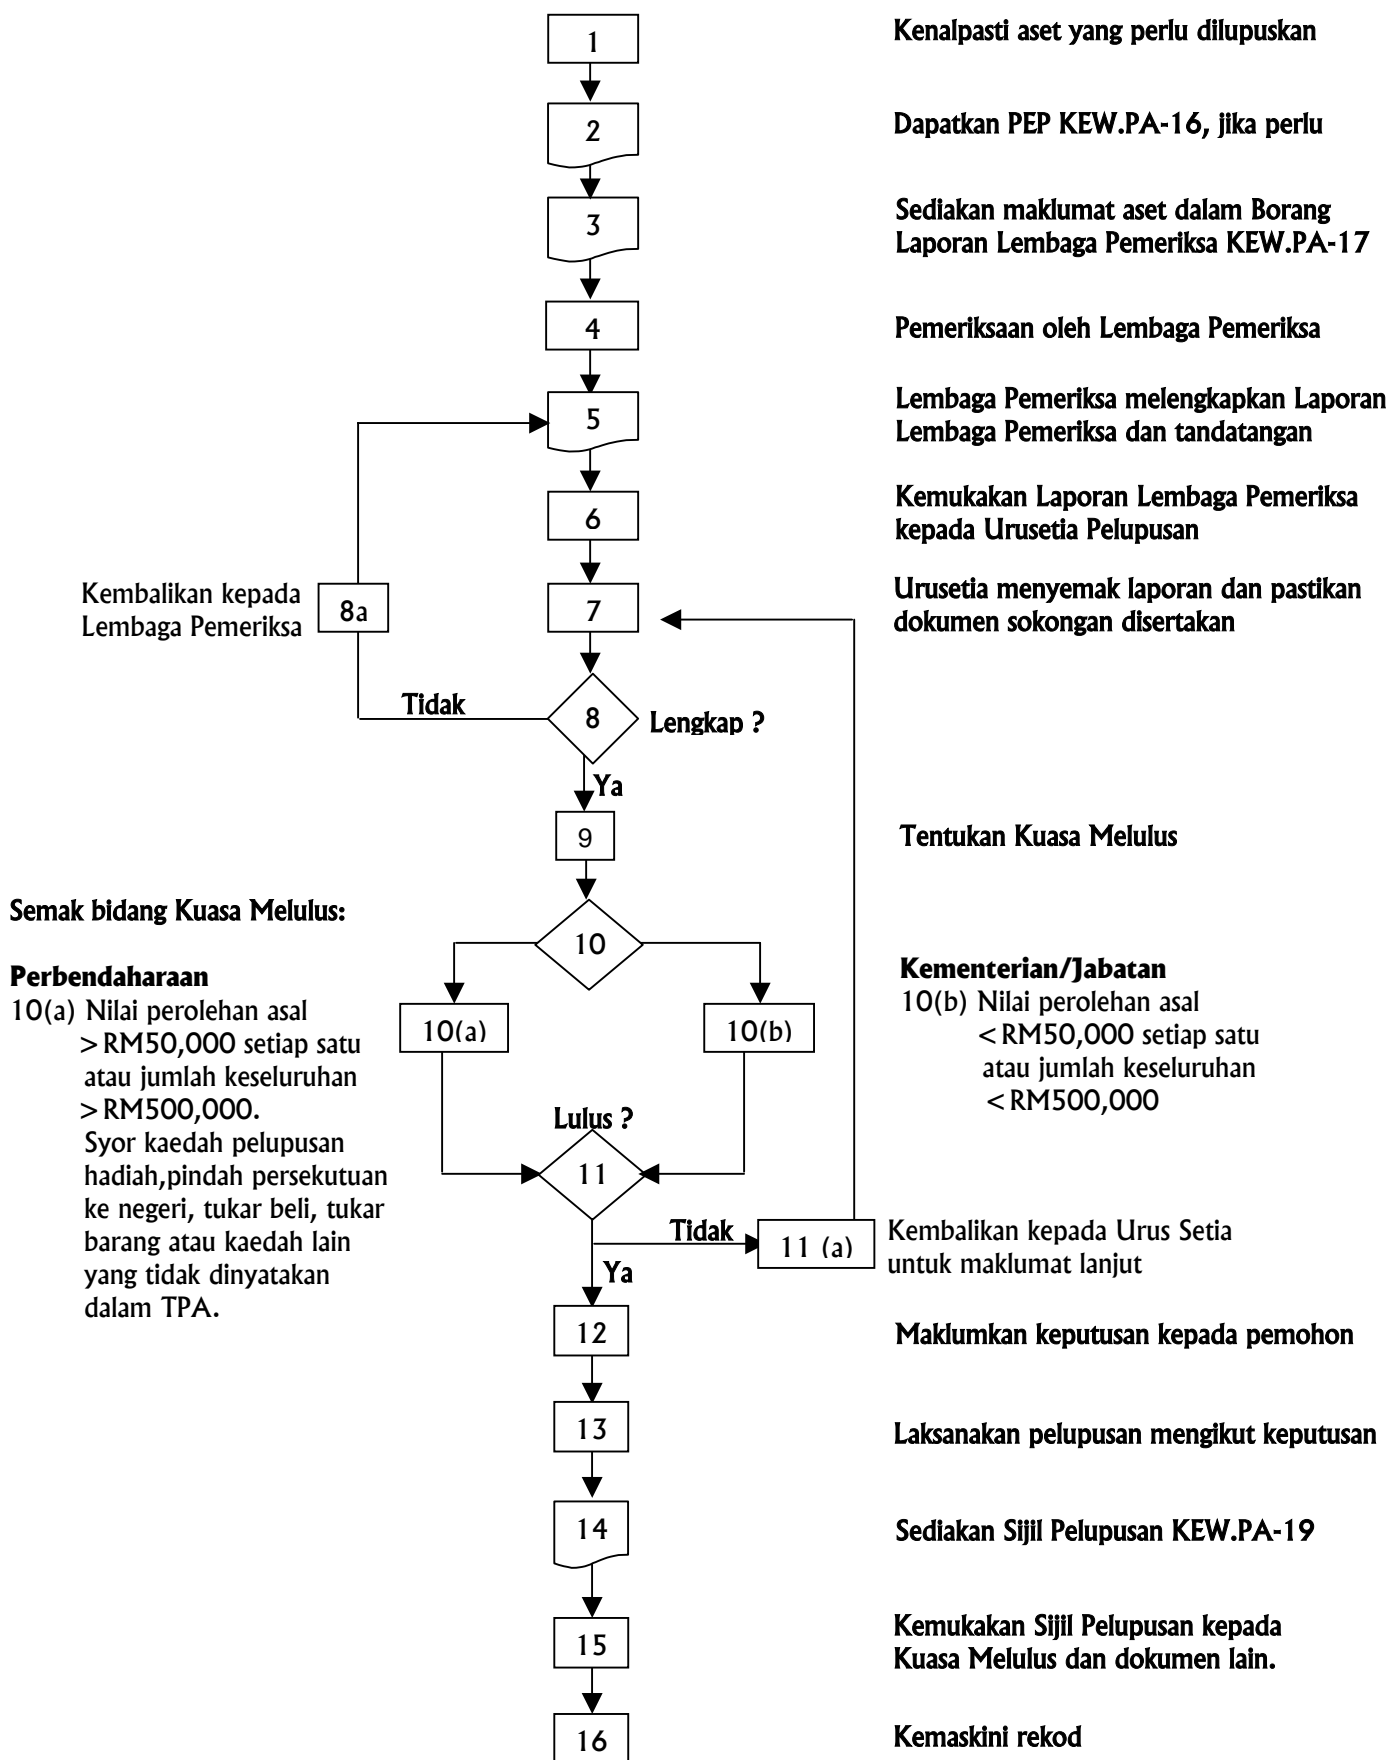 1
Kenalpasti aset yang perlu dilupuskan
2
Dapatkan PEP KEW.PA-16, jika perlu
3
Sediakan maklumat aset dalam Borang
Laporan Lembaga Pemeriksa KEW.PA-17
4
Pemeriksaan oleh Lembaga Pemeriksa
5
Lembaga Pemeriksa melengkapkan Laporan
Lembaga Pemeriksa dan tandatangan
6
Kemukakan Laporan Lembaga Pemeriksa
kepada Urusetia Pelupusan
Kembalikan kepada
Lembaga Pemeriksa
8a
7
Urusetia menyemak laporan dan pastikan
dokumen sokongan disertakan
Tidak
8
Lengkap ?
Ya
9
Tentukan Kuasa Melulus
Semak bidang Kuasa Melulus:
10
Perbendaharaan
10(a) Nilai perolehan asal
>RM50,000 setiap satu
atau jumlah keseluruhan
>RM500,000.
Syor kaedah pelupusan
hadiah,pindah persekutuan
ke negeri, tukar beli, tukar
barang atau kaedah lain
yang tidak dinyatakan
dalam TPA.
10(a)
10(b)
Kementerian/Jabatan
10(b) Nilai perolehan asal
<RM50,000 setiap satu
atau jumlah keseluruhan
<RM500,000
Lulus ?
11
Tidak
11 (a)
Kembalikan kepada Urus Setia
untuk maklumat lanjut
Ya
12
Maklumkan keputusan kepada pemohon
13
Laksanakan pelupusan mengikut keputusan
14
Sediakan Sijil Pelupusan KEW.PA-19
15
Kemukakan Sijil Pelupusan kepada
Kuasa Melulus dan dokumen lain.
16
Kemaskini rekod